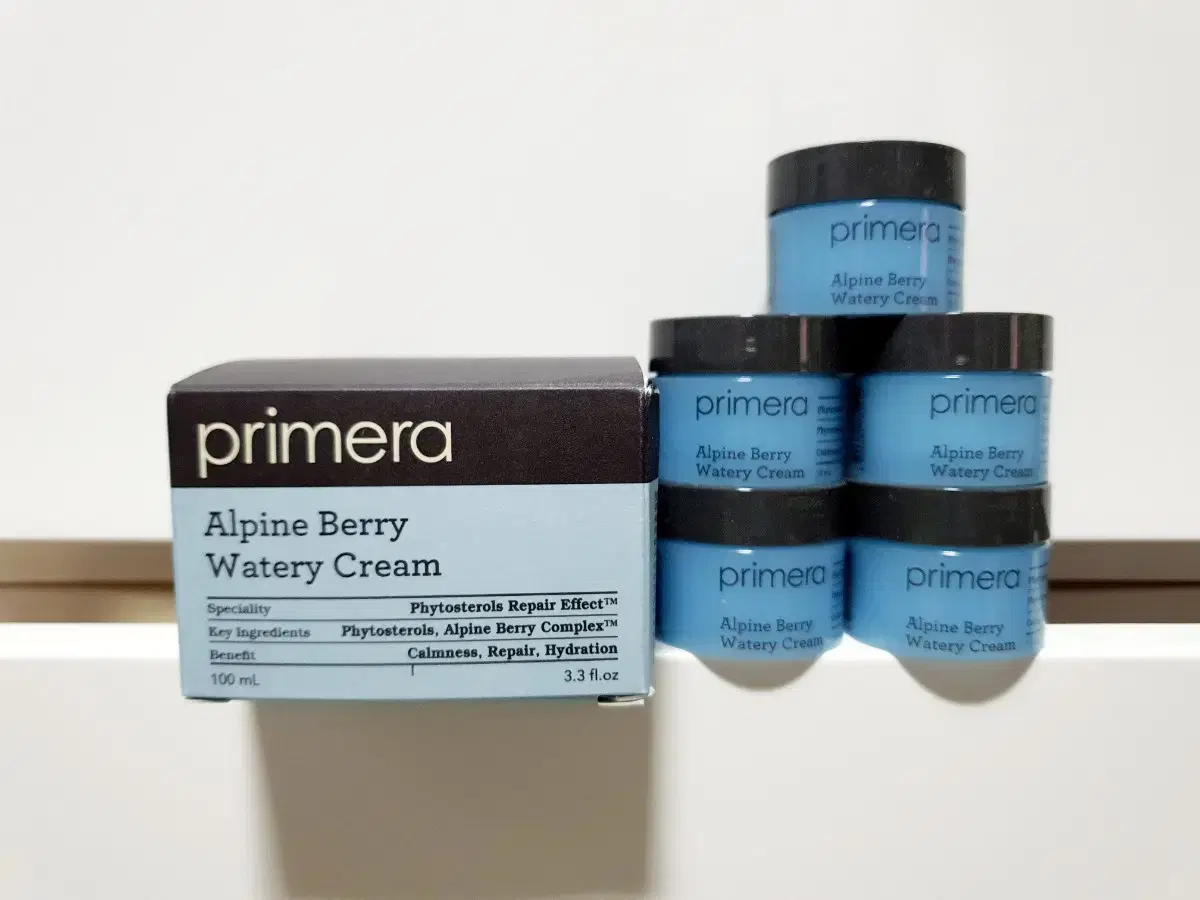 primera
Alpine Berry
Watery Cream
Speciality Phytosterols Repair Effect™
Key Ingredients Phytosterols, Alpine Berry Complex™
Benefit Calmness, Repair, Hydration
100 mL 3.3 fl.oz
primera
Alpine Berry
Watery Cream
primera
Alpine Berry
Watery Cream
primera
Alpine Berry
Watery Cream
primera
Alpine Berry
Watery Cream
primera
Alpine Berry
Watery Cream